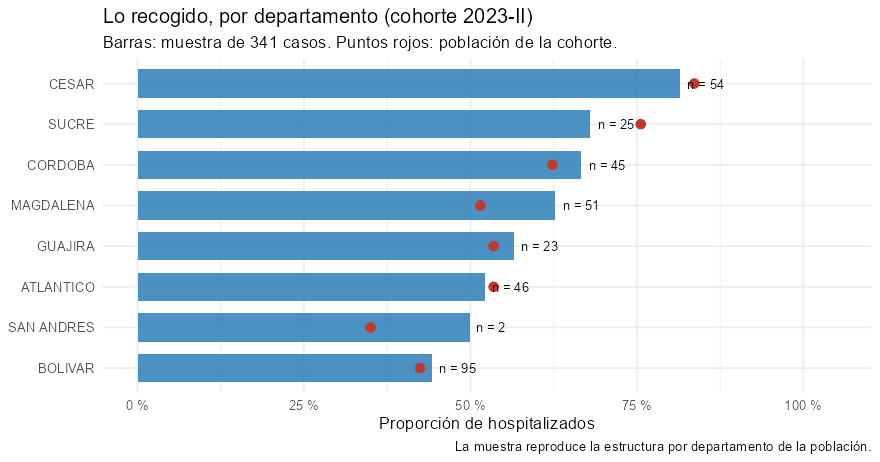 Lo recogido, por departamento (cohorte 2023-II)
Barras: muestra de 341 casos. Puntos rojos: población de la cohorte.
CESAR n = 54
SUCRE n = 25
CORDOBA n = 45
MAGDALENA n = 51
GUAJIRA n = 23
ATLANTICO n = 46
SAN ANDRES n = 2
BOLIVAR n = 95
0 % 25 % 50 % 75 % 100 %
Proporción de hospitalizados
La muestra reproduce la estructura por departamento de la población.